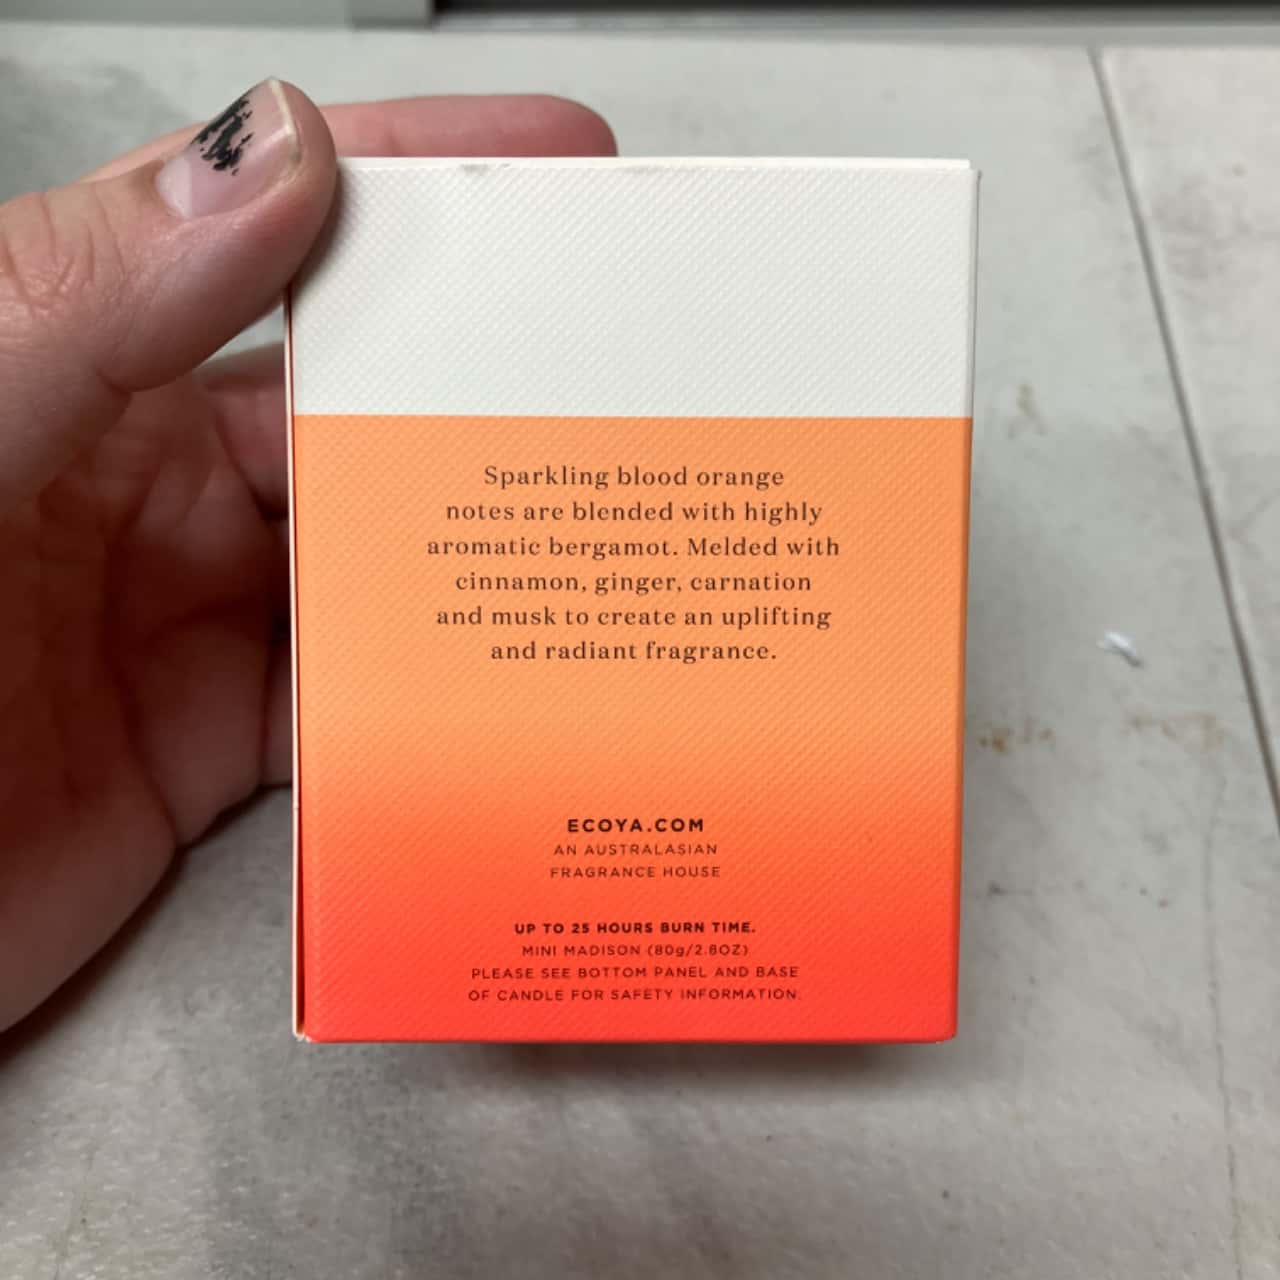 Sparkling blood orange
notes are blended with highly
aromatic bergamot. Melded with
cinnamon, ginger, carnation
and musk to create an uplifting
and radiant fragrance.
ECOYA.COM
AN AUSTRALASIAN
FRAGRANCE HOUSE
UP TO 25 HOURS BURN TIME.
MINI MADISON (80g/2.8OZ)
PLEASE SEE BOTTOM PANEL AND BASE
OF CANDLE FOR SAFETY INFORMATION.